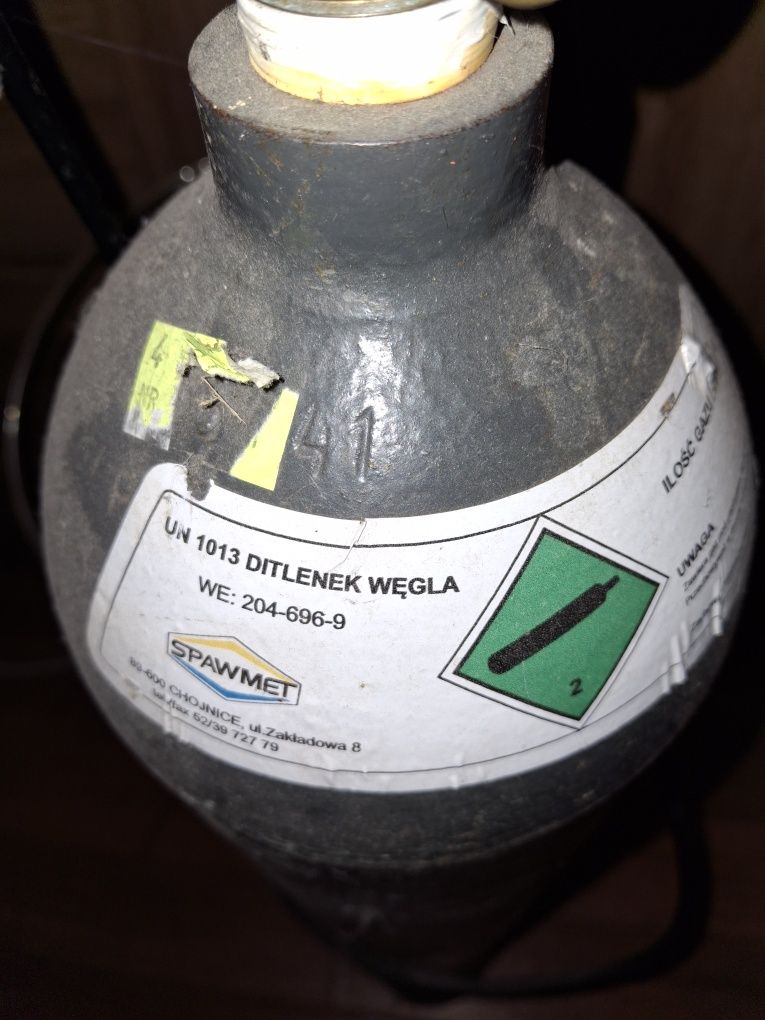 NR
41
UN 1013 DITLENEK WĘGLA
WE: 204-696-9
SPAWMET
89-600 CHOJNICE, ul.Zakładowa 8
tel./fax 52/39 727 79
2
ILOŚĆ GAZU
UWAGA